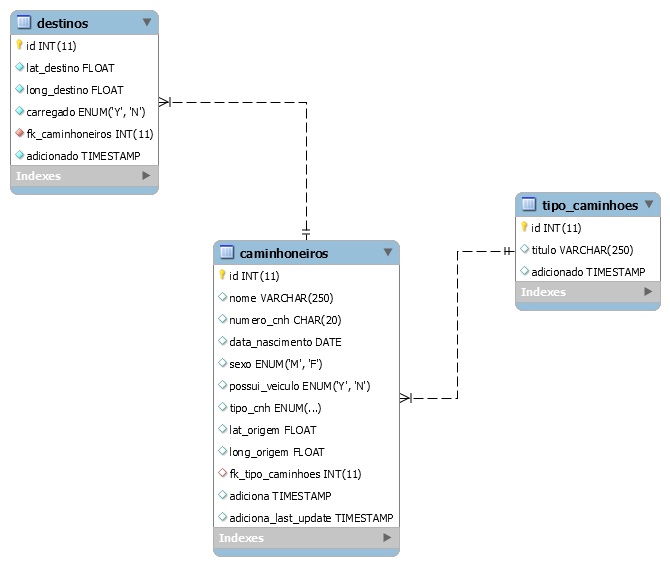 destinos
id INT(11)
lat_destino FLOAT
long_destino FLOAT
carregado ENUM('Y', 'N')
fk_caminhoneiros INT(11)
adicionado TIMESTAMP
Indexes
tipo_caminhoes
id INT(11)
titulo VARCHAR(250)
adicionado TIMESTAMP
Indexes
caminhoneiros
id INT(11)
nome VARCHAR(250)
numero_cnh CHAR(20)
data_nascimento DATE
sexo ENUM('M', 'F')
possui_veiculo ENUM('Y', 'N')
tipo_cnh ENUM(...)
lat_origem FLOAT
long_origem FLOAT
fk_tipo_caminhoes INT(11)
adiciona TIMESTAMP
adiciona_last_update TIMESTAMP
Indexes